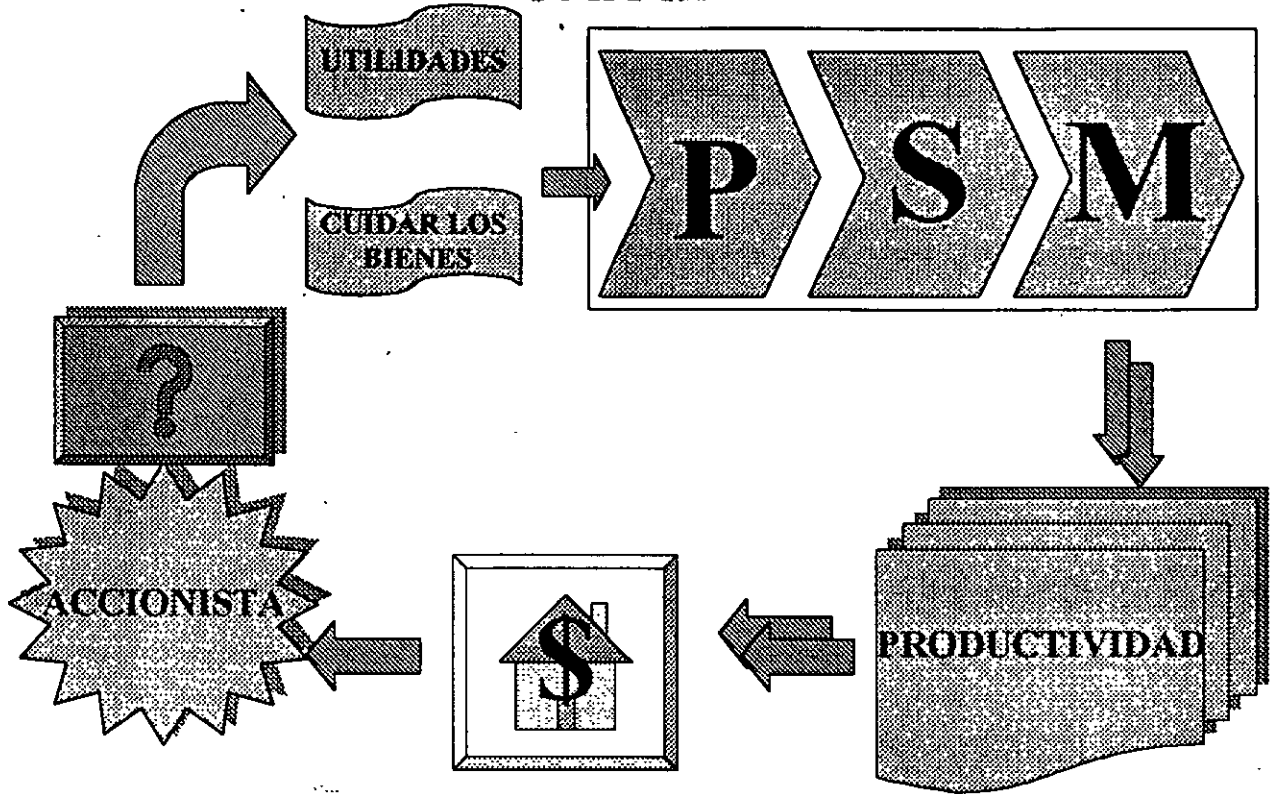 UTILIDADES
P S M
CUIDAR LOS
BIENES
?
ACCIONISTA
$
PRODUCTIVIDAD